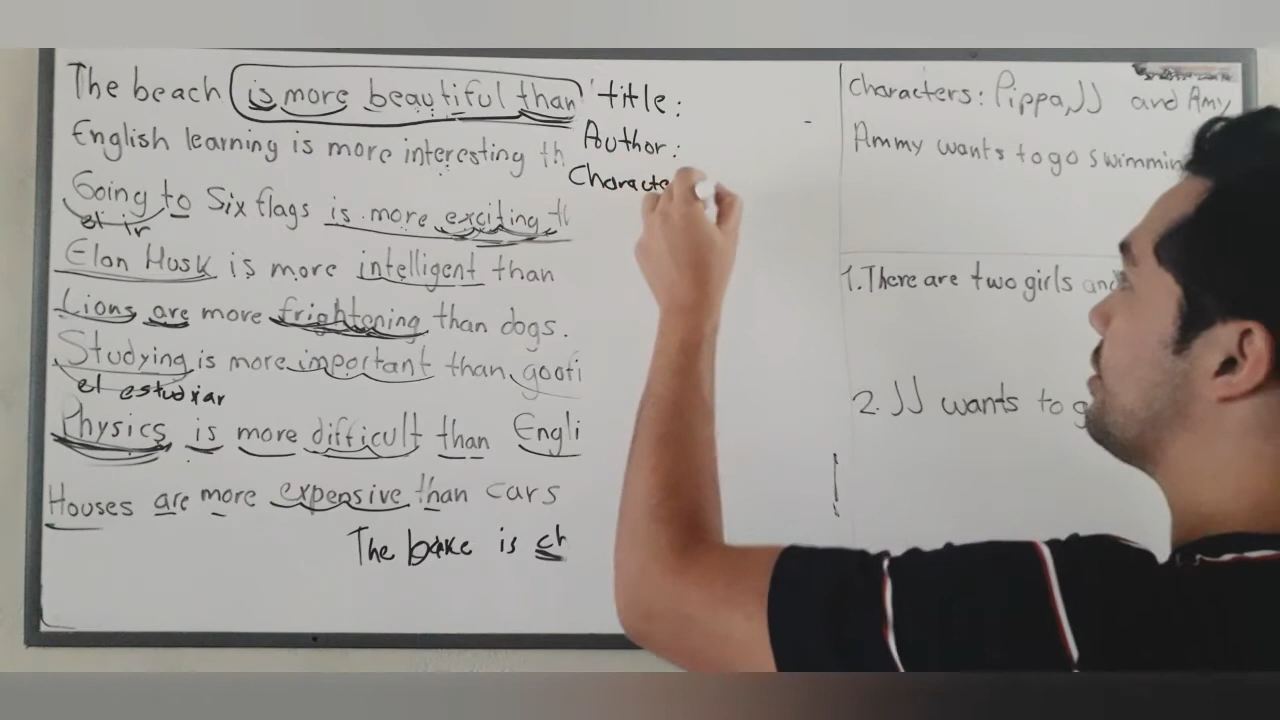 The beach is more beautiful than
English learning is more interesting th
Going to Six flags is more exciting th
el ir
Elon Musk is more intelligent than
Lions are more frightening than dogs.
Studying is more important than goofi
el estudiar
Physics is more difficult than Engli
Houses are more expensive than cars
The is ch
title:
Author:
Characte
Characters: Pippa, JJ and Amy
Ammy wants to go swimmin
1. There are two girls and
2. JJ wants to g